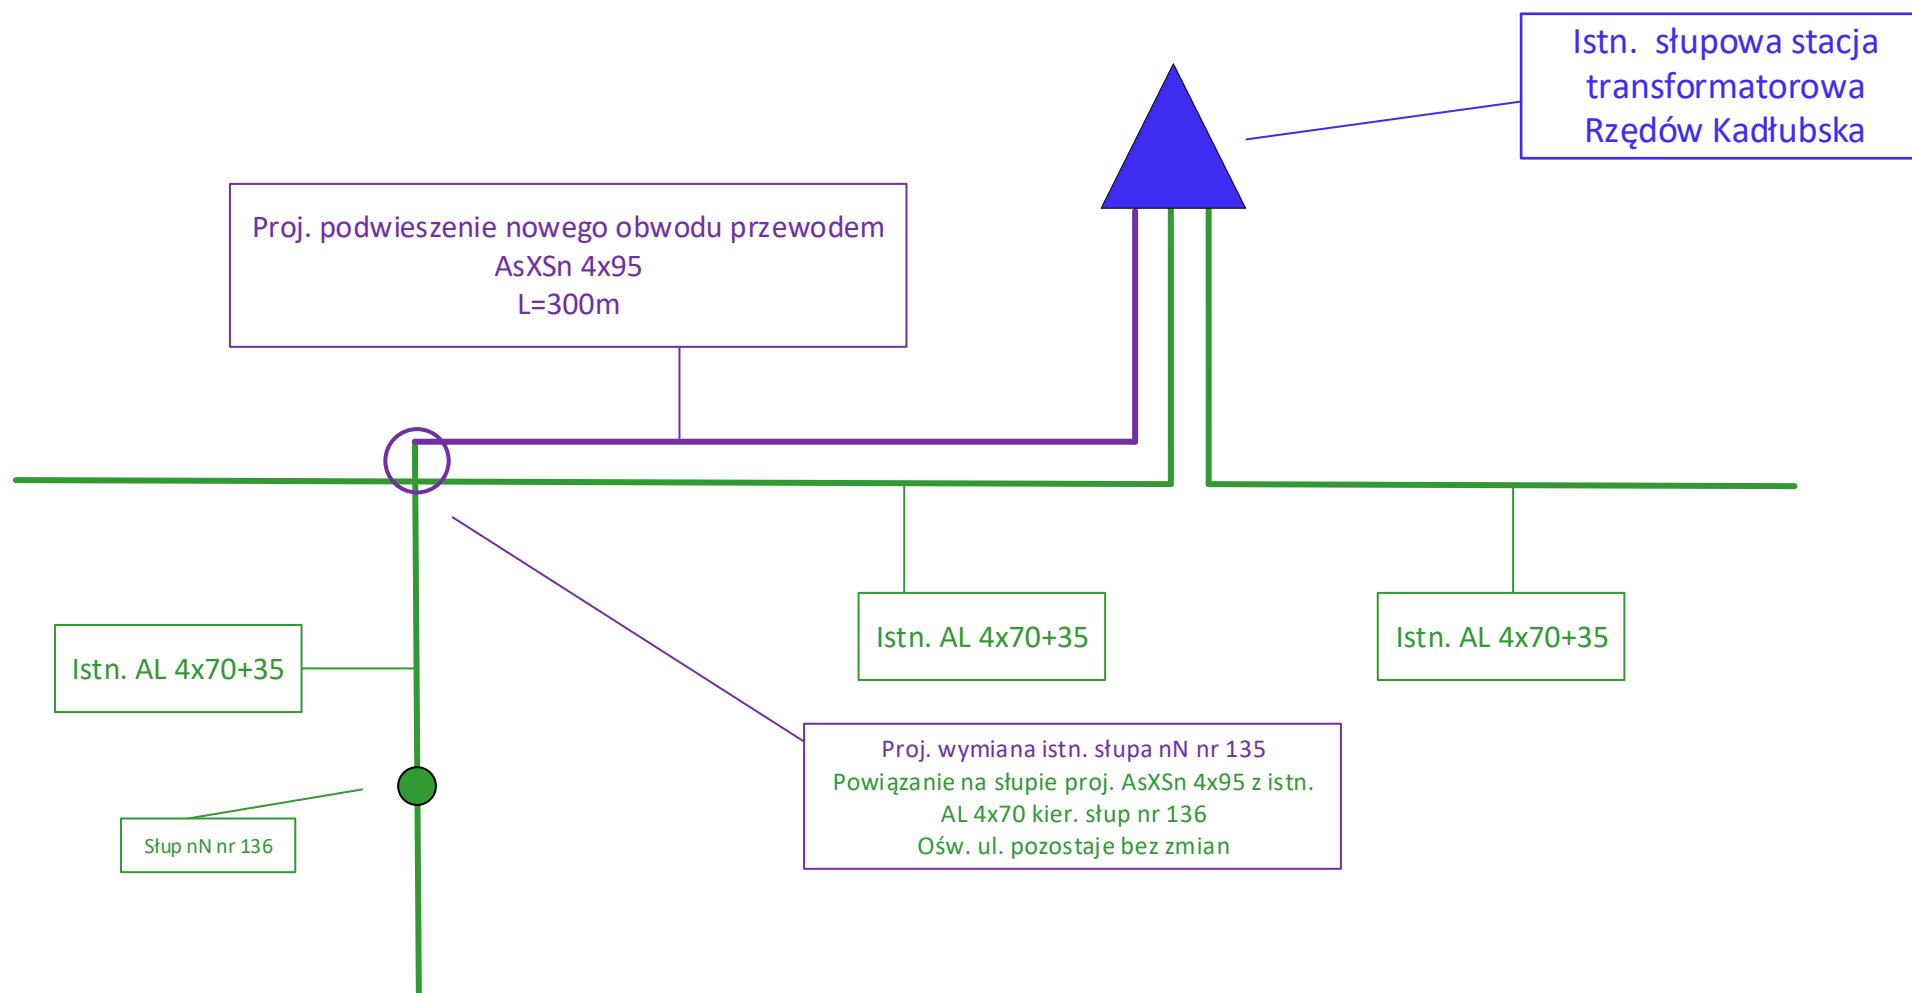 Istn. słupowa stacja
transformatorowa
Rzędów Kadłubska
Proj. podwieszenie nowego obwodu przewodem
AsXSn 4x95
L=300m
Istn. AL 4x70+35
Istn. AL 4x70+35
Istn. AL 4x70+35
Proj. wymiana istn. słupa nN nr 135
Powiązanie na słupie proj. AsXSn 4x95 z istn.
AL 4x70 kier. słup nr 136
Ośw. ul. pozostaje bez zmian
Słup nN nr 136